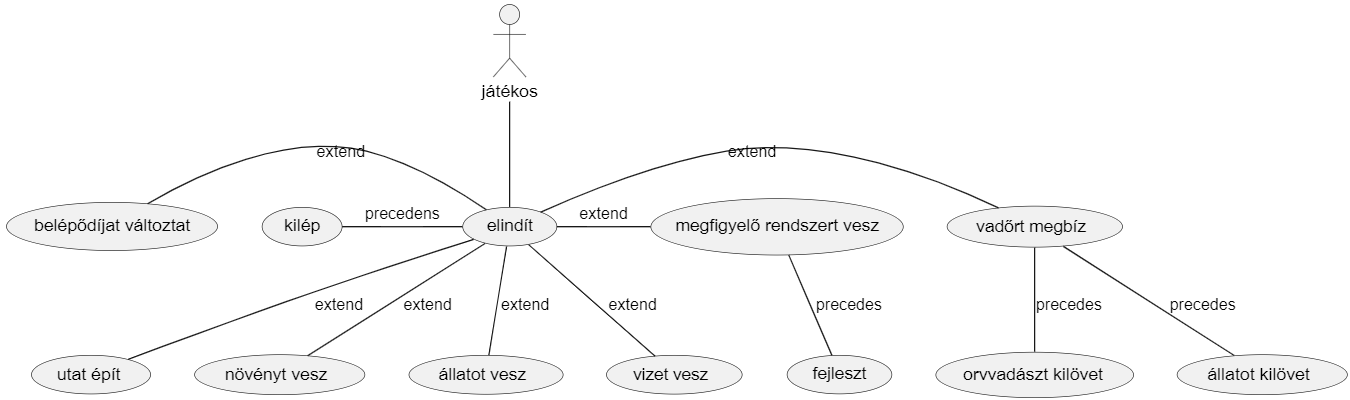 játékos
extend
extend
belépődíjat változtat
kilép
precedens
elindít
extend
megfigyelő rendszert vesz
vadőrt megbíz
extend
extend
extend
extend
precedes
precedes
precedes
utat épít
növényt vesz
állatot vesz
vizet vesz
fejleszt
orvvadászt kilövet
állatot kilövet